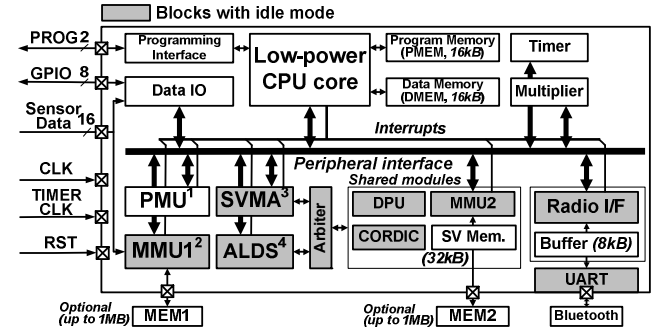 Blocks with idle mode
PROG 2
Programming
Interface
Low-power
CPU core
Program Memory
(PMEM, 16kB)
Timer
GPIO 8
Data IO
Data Memory
(DMEM, 16kB)
Multiplier
Sensor
Data 16
Interrupts
Peripheral interface
CLK
Shared modules
TIMER
CLK
PMU1
SVMA3
Arbiter
DPU
MMU2
Radio I/F
RST
MMU12
ALDS4
CORDIC
SV Mem.
(32kB)
Buffer (8kB)
UART
Optional
(up to 1MB)
MEM1
Optional
(up to 1MB)
MEM2
Bluetooth